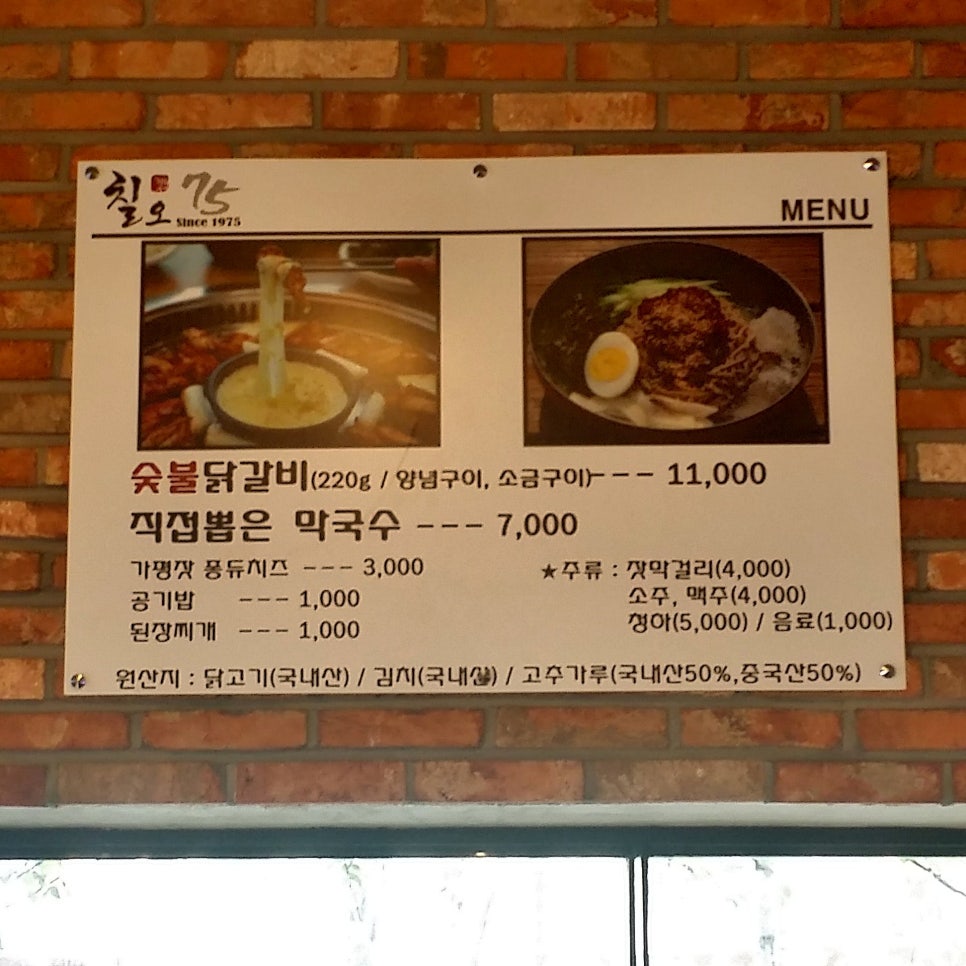 칠오 75
Since 1975
MENU
숯불닭갈비(220g / 양념구이, 소금구이)--- 11,000
직접뽑은 막국수 --- 7,000
가평잣 퐁듀치즈 --- 3,000
공기밥 --- 1,000
된장찌개 --- 1,000
★주류 : 잣막걸리(4,000)
소주, 맥주(4,000)
청하(5,000) / 음료(1,000)
원산지 : 닭고기(국내산) / 김치(국내산) / 고추가루(국내산50%,중국산50%)